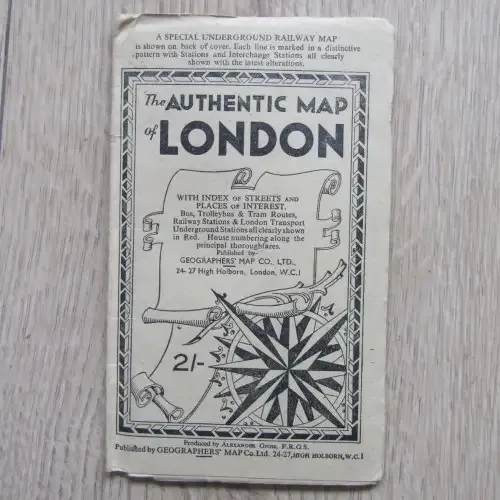 A SPECIAL UNDERGROUND RAILWAY MAP
is shown on back of cover. Each line is marked in a distinctive
pattern with Stations and Interchange Stations all clearly
shown with the latest alterations.
The AUTHENTIC MAP
of LONDON
WITH INDEX OF STREETS AND
PLACES OF INTEREST.
Bus, Trolleybus & Tram Routes,
Railway Stations & London Transport
Underground Stations all clearly shown
in Red. House numbering along the
principal thoroughfares.
Published by-
GEOGRAPHERS' MAP CO., LTD.,
24-27 High Holborn, London, W.C.1
2/-
Produced by ALEXANDER GROSS, F.R.G.S.
Published by GEOGRAPHERS' MAP Co. Ltd. 24-27, HIGH HOLBORN, W.C.1